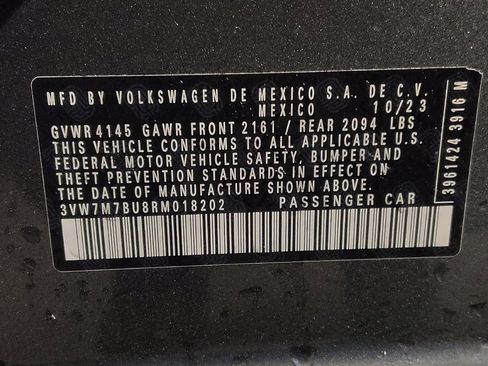 MFD BY VOLKSWAGEN DE MEXICO S.A. DE C.V.
MEXICO 10/23
GVWR 4145 GAWR FRONT 2161 / REAR 2094 LBS
THIS VEHICLE CONFORMS TO ALL APPLICABLE U.S.
FEDERAL MOTOR VEHICLE SAFETY, BUMPER AND
THEFT PREVENTION STANDARDS IN EFFECT ON
THE DATE OF MANUFACTURE SHOWN ABOVE.
3VW7M7BU8RM018202 PASSENGER CAR
3961424 3916 M